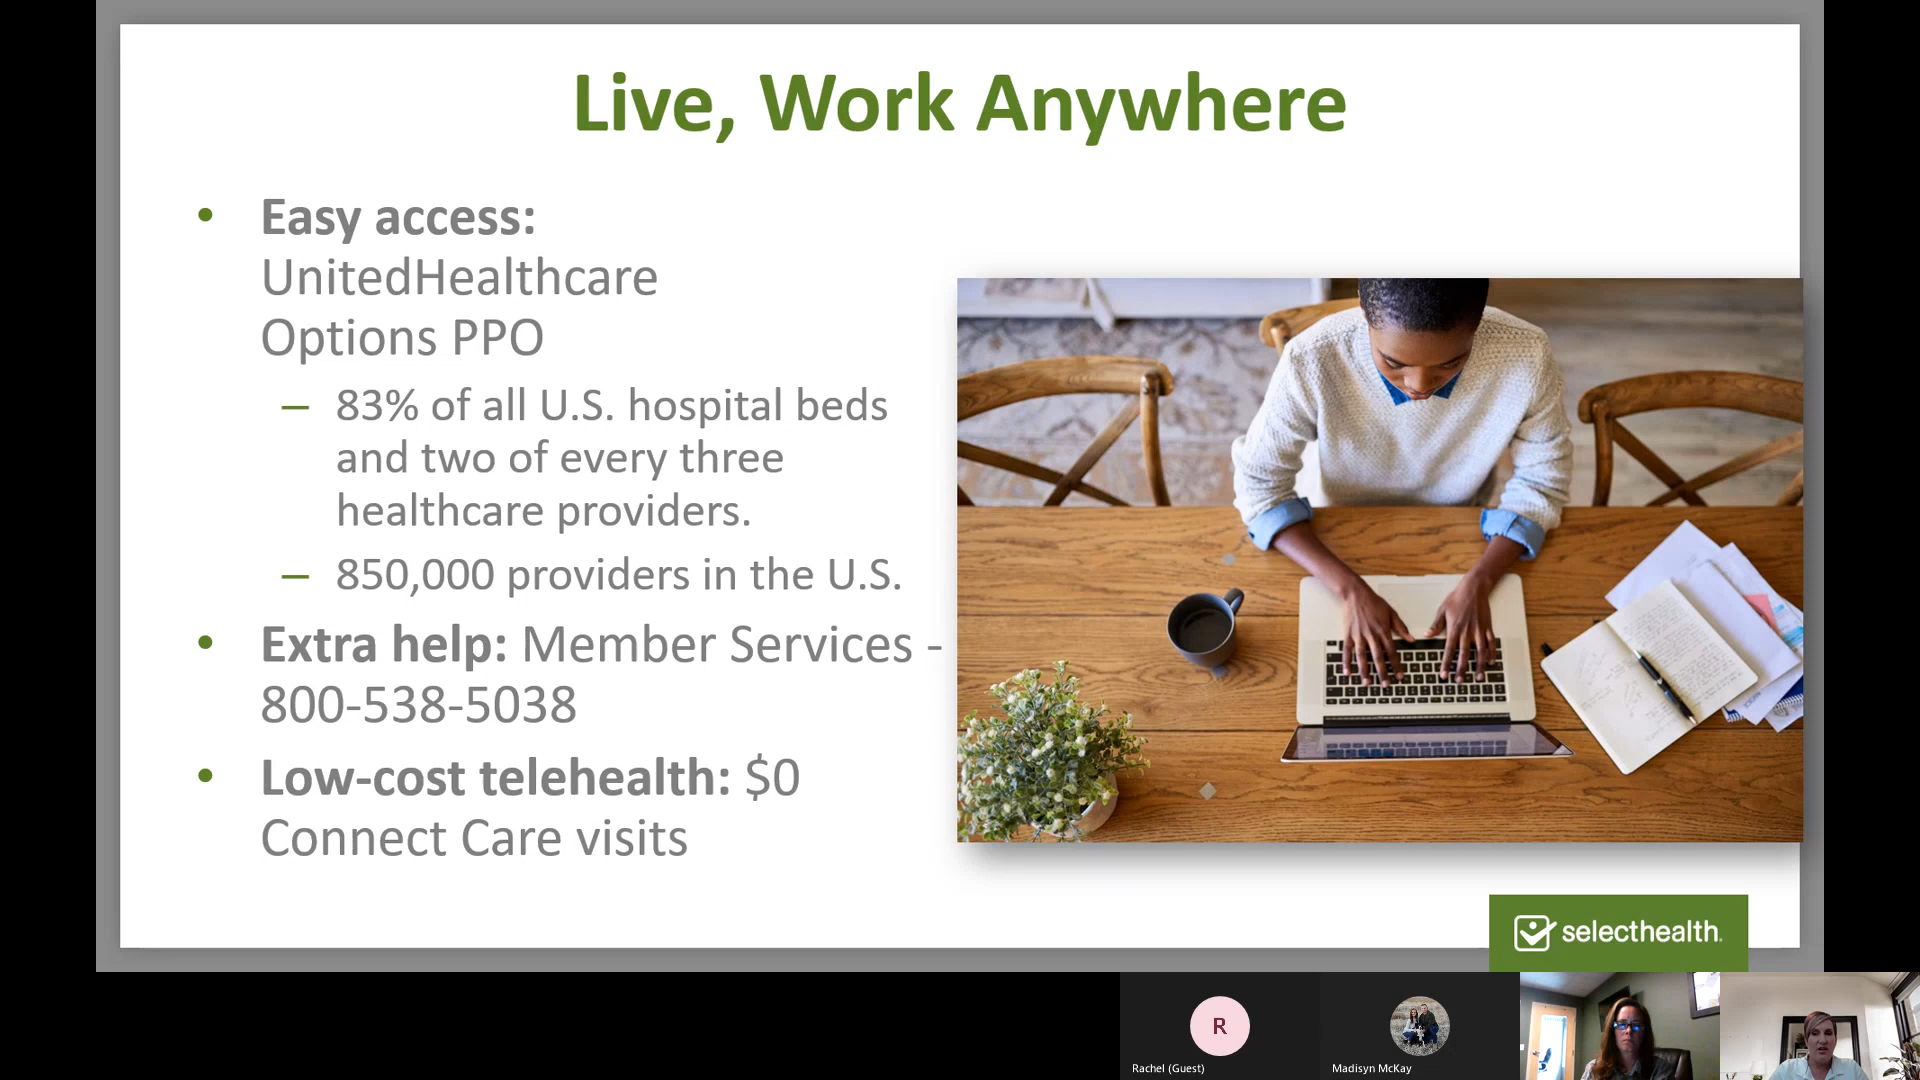 Live, Work Anywhere
• Easy access:
UnitedHealthcare
Options PPO
– 83% of all U.S. hospital beds
and two of every three
healthcare providers.
– 850,000 providers in the U.S.
• Extra help: Member Services -
800-538-5038
• Low-cost telehealth: $0
Connect Care visits
selecthealth.
R
Rachel (Guest)
Madisyn McKay